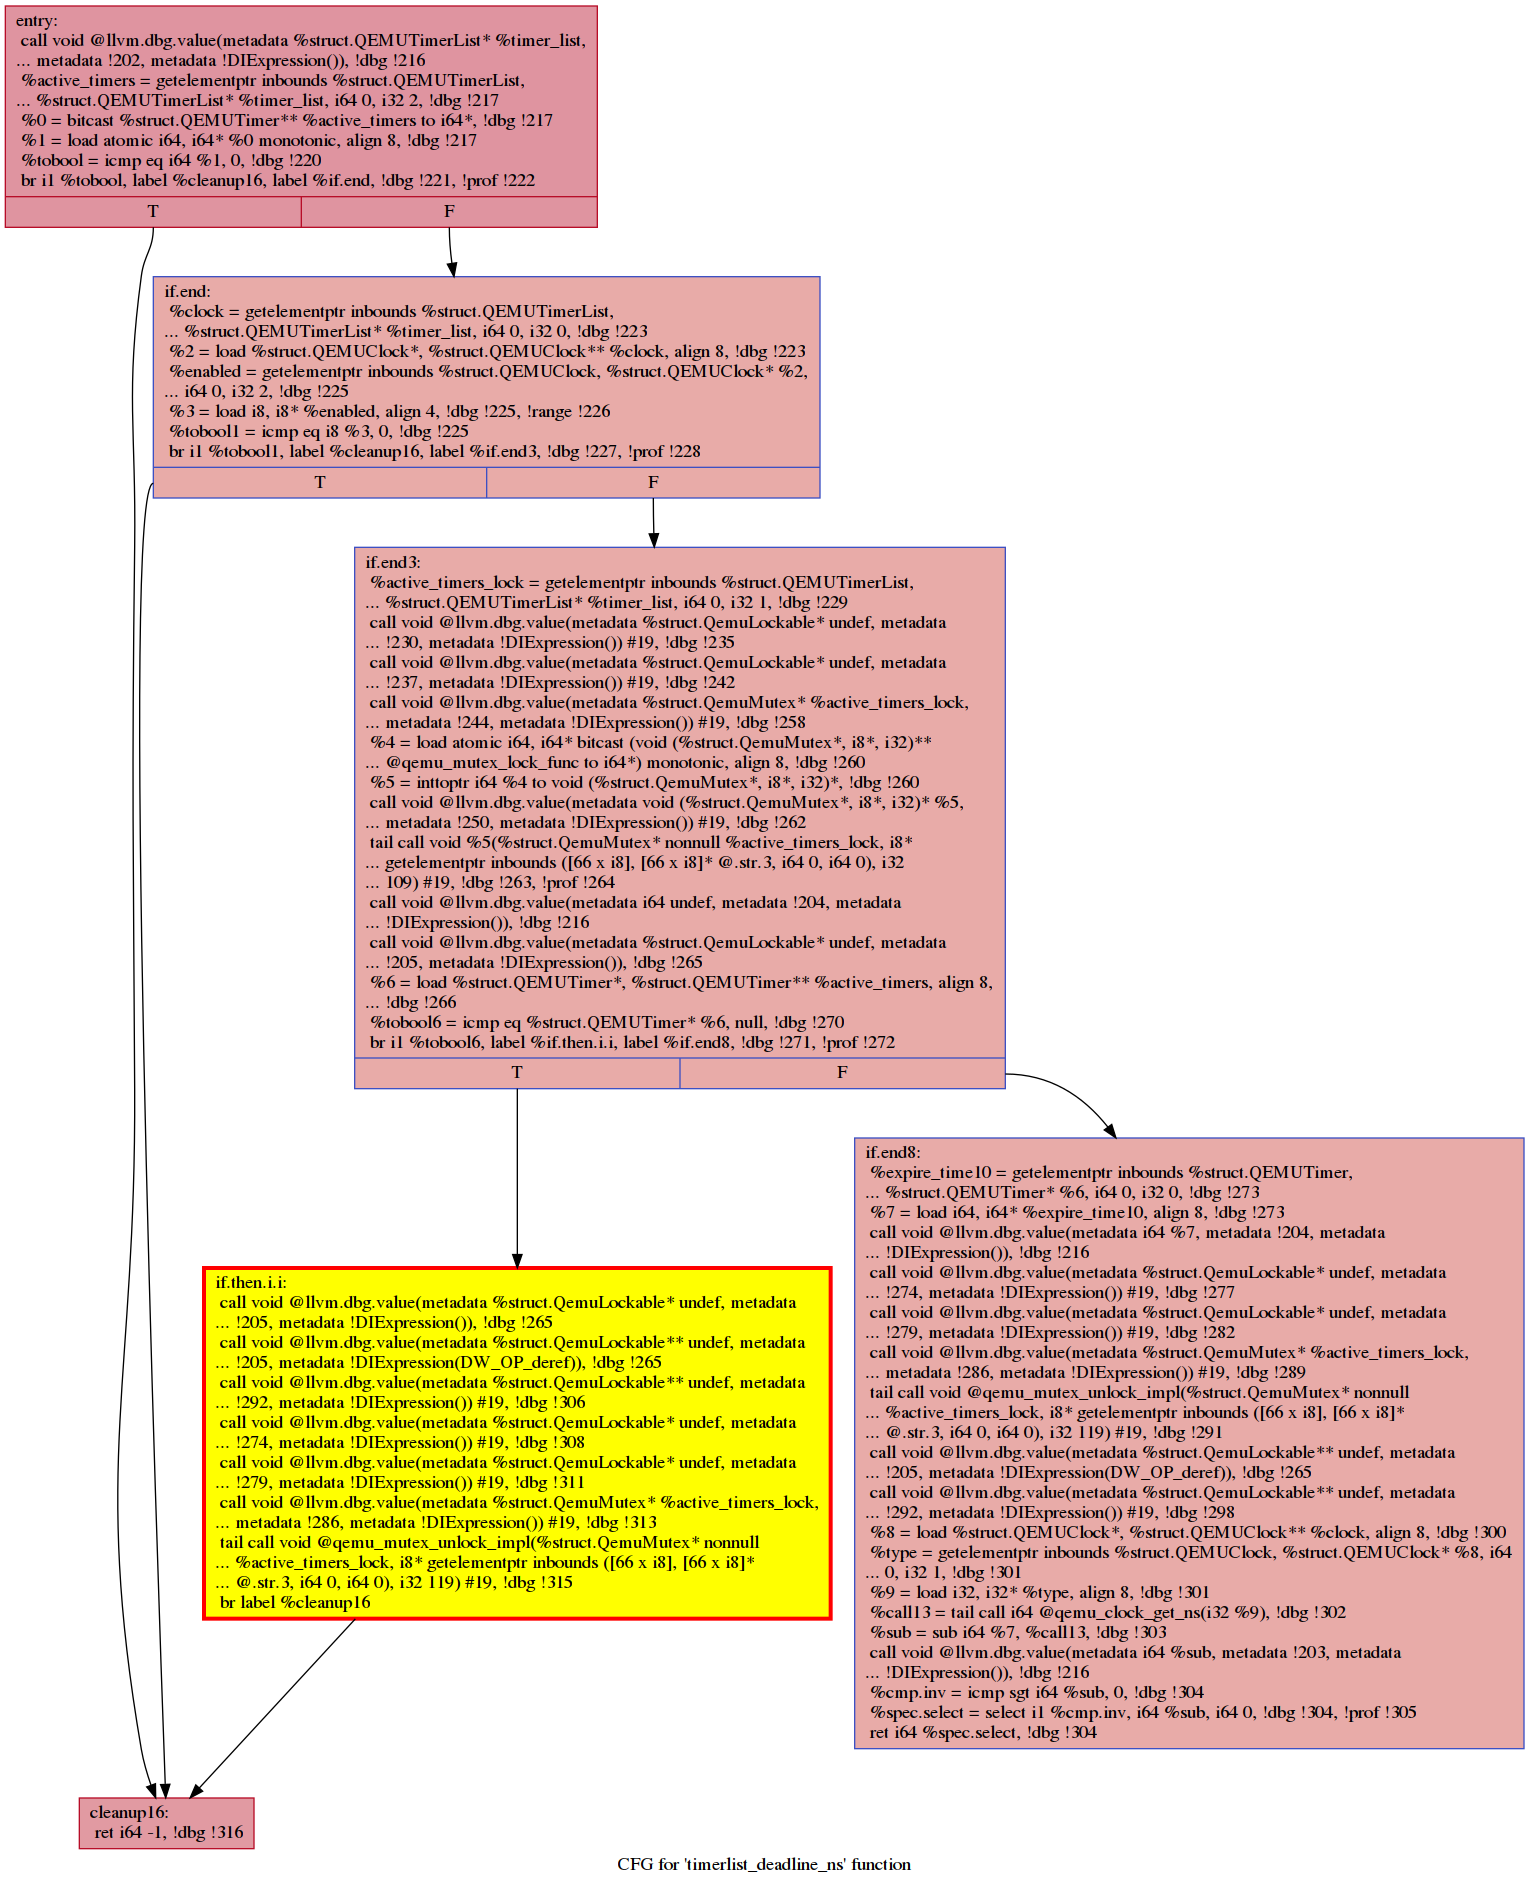 entry:
call void @llvm.dbg.value(metadata %struct.QEMUTimerList* %timer_list,
... metadata !202, metadata !DIExpression()), !dbg !216
%active_timers = getelementptr inbounds %struct.QEMUTimerList,
... %struct.QEMUTimerList* %timer_list, i64 0, i32 2, !dbg !217
%0 = bitcast %struct.QEMUTimer** %active_timers to i64*, !dbg !217
%1 = load atomic i64, i64* %0 monotonic, align 8, !dbg !217
%tobool = icmp eq i64 %1, 0, !dbg !220
br i1 %tobool, label %cleanup16, label %if.end, !dbg !221, !prof !222
T F
if.end:
%clock = getelementptr inbounds %struct.QEMUTimerList,
... %struct.QEMUTimerList* %timer_list, i64 0, i32 0, !dbg !223
%2 = load %struct.QEMUClock*, %struct.QEMUClock** %clock, align 8, !dbg !223
%enabled = getelementptr inbounds %struct.QEMUClock, %struct.QEMUClock* %2,
... i64 0, i32 2, !dbg !225
%3 = load i8, i8* %enabled, align 4, !dbg !225, !range !226
%tobool1 = icmp eq i8 %3, 0, !dbg !225
br i1 %tobool1, label %cleanup16, label %if.end3, !dbg !227, !prof !228
T F
if.end3:
%active_timers_lock = getelementptr inbounds %struct.QEMUTimerList,
... %struct.QEMUTimerList* %timer_list, i64 0, i32 1, !dbg !229
call void @llvm.dbg.value(metadata %struct.QemuLockable* undef, metadata
... !230, metadata !DIExpression()) #19, !dbg !235
call void @llvm.dbg.value(metadata %struct.QemuLockable* undef, metadata
... !237, metadata !DIExpression()) #19, !dbg !242
call void @llvm.dbg.value(metadata %struct.QemuMutex* %active_timers_lock,
... metadata !244, metadata !DIExpression()) #19, !dbg !258
%4 = load atomic i64, i64* bitcast (void (%struct.QemuMutex*, i8*, i32)**
... @qemu_mutex_lock_func to i64*) monotonic, align 8, !dbg !260
%5 = inttoptr i64 %4 to void (%struct.QemuMutex*, i8*, i32)*, !dbg !260
call void @llvm.dbg.value(metadata void (%struct.QemuMutex*, i8*, i32)* %5,
... metadata !250, metadata !DIExpression()) #19, !dbg !262
tail call void %5(%struct.QemuMutex* nonnull %active_timers_lock, i8*
... getelementptr inbounds ([66 x i8], [66 x i8]* @.str.3, i64 0, i64 0), i32
... 109) #19, !dbg !263, !prof !264
call void @llvm.dbg.value(metadata i64 undef, metadata !204, metadata
... !DIExpression()), !dbg !216
call void @llvm.dbg.value(metadata %struct.QemuLockable* undef, metadata
... !205, metadata !DIExpression()), !dbg !265
%6 = load %struct.QEMUTimer*, %struct.QEMUTimer** %active_timers, align 8,
... !dbg !266
%tobool6 = icmp eq %struct.QEMUTimer* %6, null, !dbg !270
br i1 %tobool6, label %if.then.i.i, label %if.end8, !dbg !271, !prof !272
T F
if.end8:
%expire_time10 = getelementptr inbounds %struct.QEMUTimer,
... %struct.QEMUTimer* %6, i64 0, i32 0, !dbg !273
%7 = load i64, i64* %expire_time10, align 8, !dbg !273
call void @llvm.dbg.value(metadata i64 %7, metadata !204, metadata
... !DIExpression()), !dbg !216
call void @llvm.dbg.value(metadata %struct.QemuLockable* undef, metadata
... !274, metadata !DIExpression()) #19, !dbg !277
call void @llvm.dbg.value(metadata %struct.QemuLockable* undef, metadata
... !279, metadata !DIExpression()) #19, !dbg !282
call void @llvm.dbg.value(metadata %struct.QemuMutex* %active_timers_lock,
... metadata !286, metadata !DIExpression()) #19, !dbg !289
tail call void @qemu_mutex_unlock_impl(%struct.QemuMutex* nonnull
... %active_timers_lock, i8* getelementptr inbounds ([66 x i8], [66 x i8]*
... @.str.3, i64 0, i64 0), i32 119) #19, !dbg !291
call void @llvm.dbg.value(metadata %struct.QemuLockable** undef, metadata
... !205, metadata !DIExpression(DW_OP_deref)), !dbg !265
call void @llvm.dbg.value(metadata %struct.QemuLockable** undef, metadata
... !292, metadata !DIExpression()) #19, !dbg !298
%8 = load %struct.QEMUClock*, %struct.QEMUClock** %clock, align 8, !dbg !300
%type = getelementptr inbounds %struct.QEMUClock, %struct.QEMUClock* %8, i64
... 0, i32 1, !dbg !301
%9 = load i32, i32* %type, align 8, !dbg !301
%call13 = tail call i64 @qemu_clock_get_ns(i32 %9), !dbg !302
%sub = sub i64 %7, %call13, !dbg !303
call void @llvm.dbg.value(metadata i64 %sub, metadata !203, metadata
... !DIExpression()), !dbg !216
%cmp.inv = icmp sgt i64 %sub, 0, !dbg !304
%spec.select = select i1 %cmp.inv, i64 %sub, i64 0, !dbg !304, !prof !305
ret i64 %spec.select, !dbg !304
if.then.i.i:
call void @llvm.dbg.value(metadata %struct.QemuLockable* undef, metadata
... !205, metadata !DIExpression()), !dbg !265
call void @llvm.dbg.value(metadata %struct.QemuLockable** undef, metadata
... !205, metadata !DIExpression(DW_OP_deref)), !dbg !265
call void @llvm.dbg.value(metadata %struct.QemuLockable** undef, metadata
... !292, metadata !DIExpression()) #19, !dbg !306
call void @llvm.dbg.value(metadata %struct.QemuLockable* undef, metadata
... !274, metadata !DIExpression()) #19, !dbg !308
call void @llvm.dbg.value(metadata %struct.QemuLockable* undef, metadata
... !279, metadata !DIExpression()) #19, !dbg !311
call void @llvm.dbg.value(metadata %struct.QemuMutex* %active_timers_lock,
... metadata !286, metadata !DIExpression()) #19, !dbg !313
tail call void @qemu_mutex_unlock_impl(%struct.QemuMutex* nonnull
... %active_timers_lock, i8* getelementptr inbounds ([66 x i8], [66 x i8]*
... @.str.3, i64 0, i64 0), i32 119) #19, !dbg !315
br label %cleanup16
cleanup16:
ret i64 -1, !dbg !316
CFG for 'timerlist_deadline_ns' function